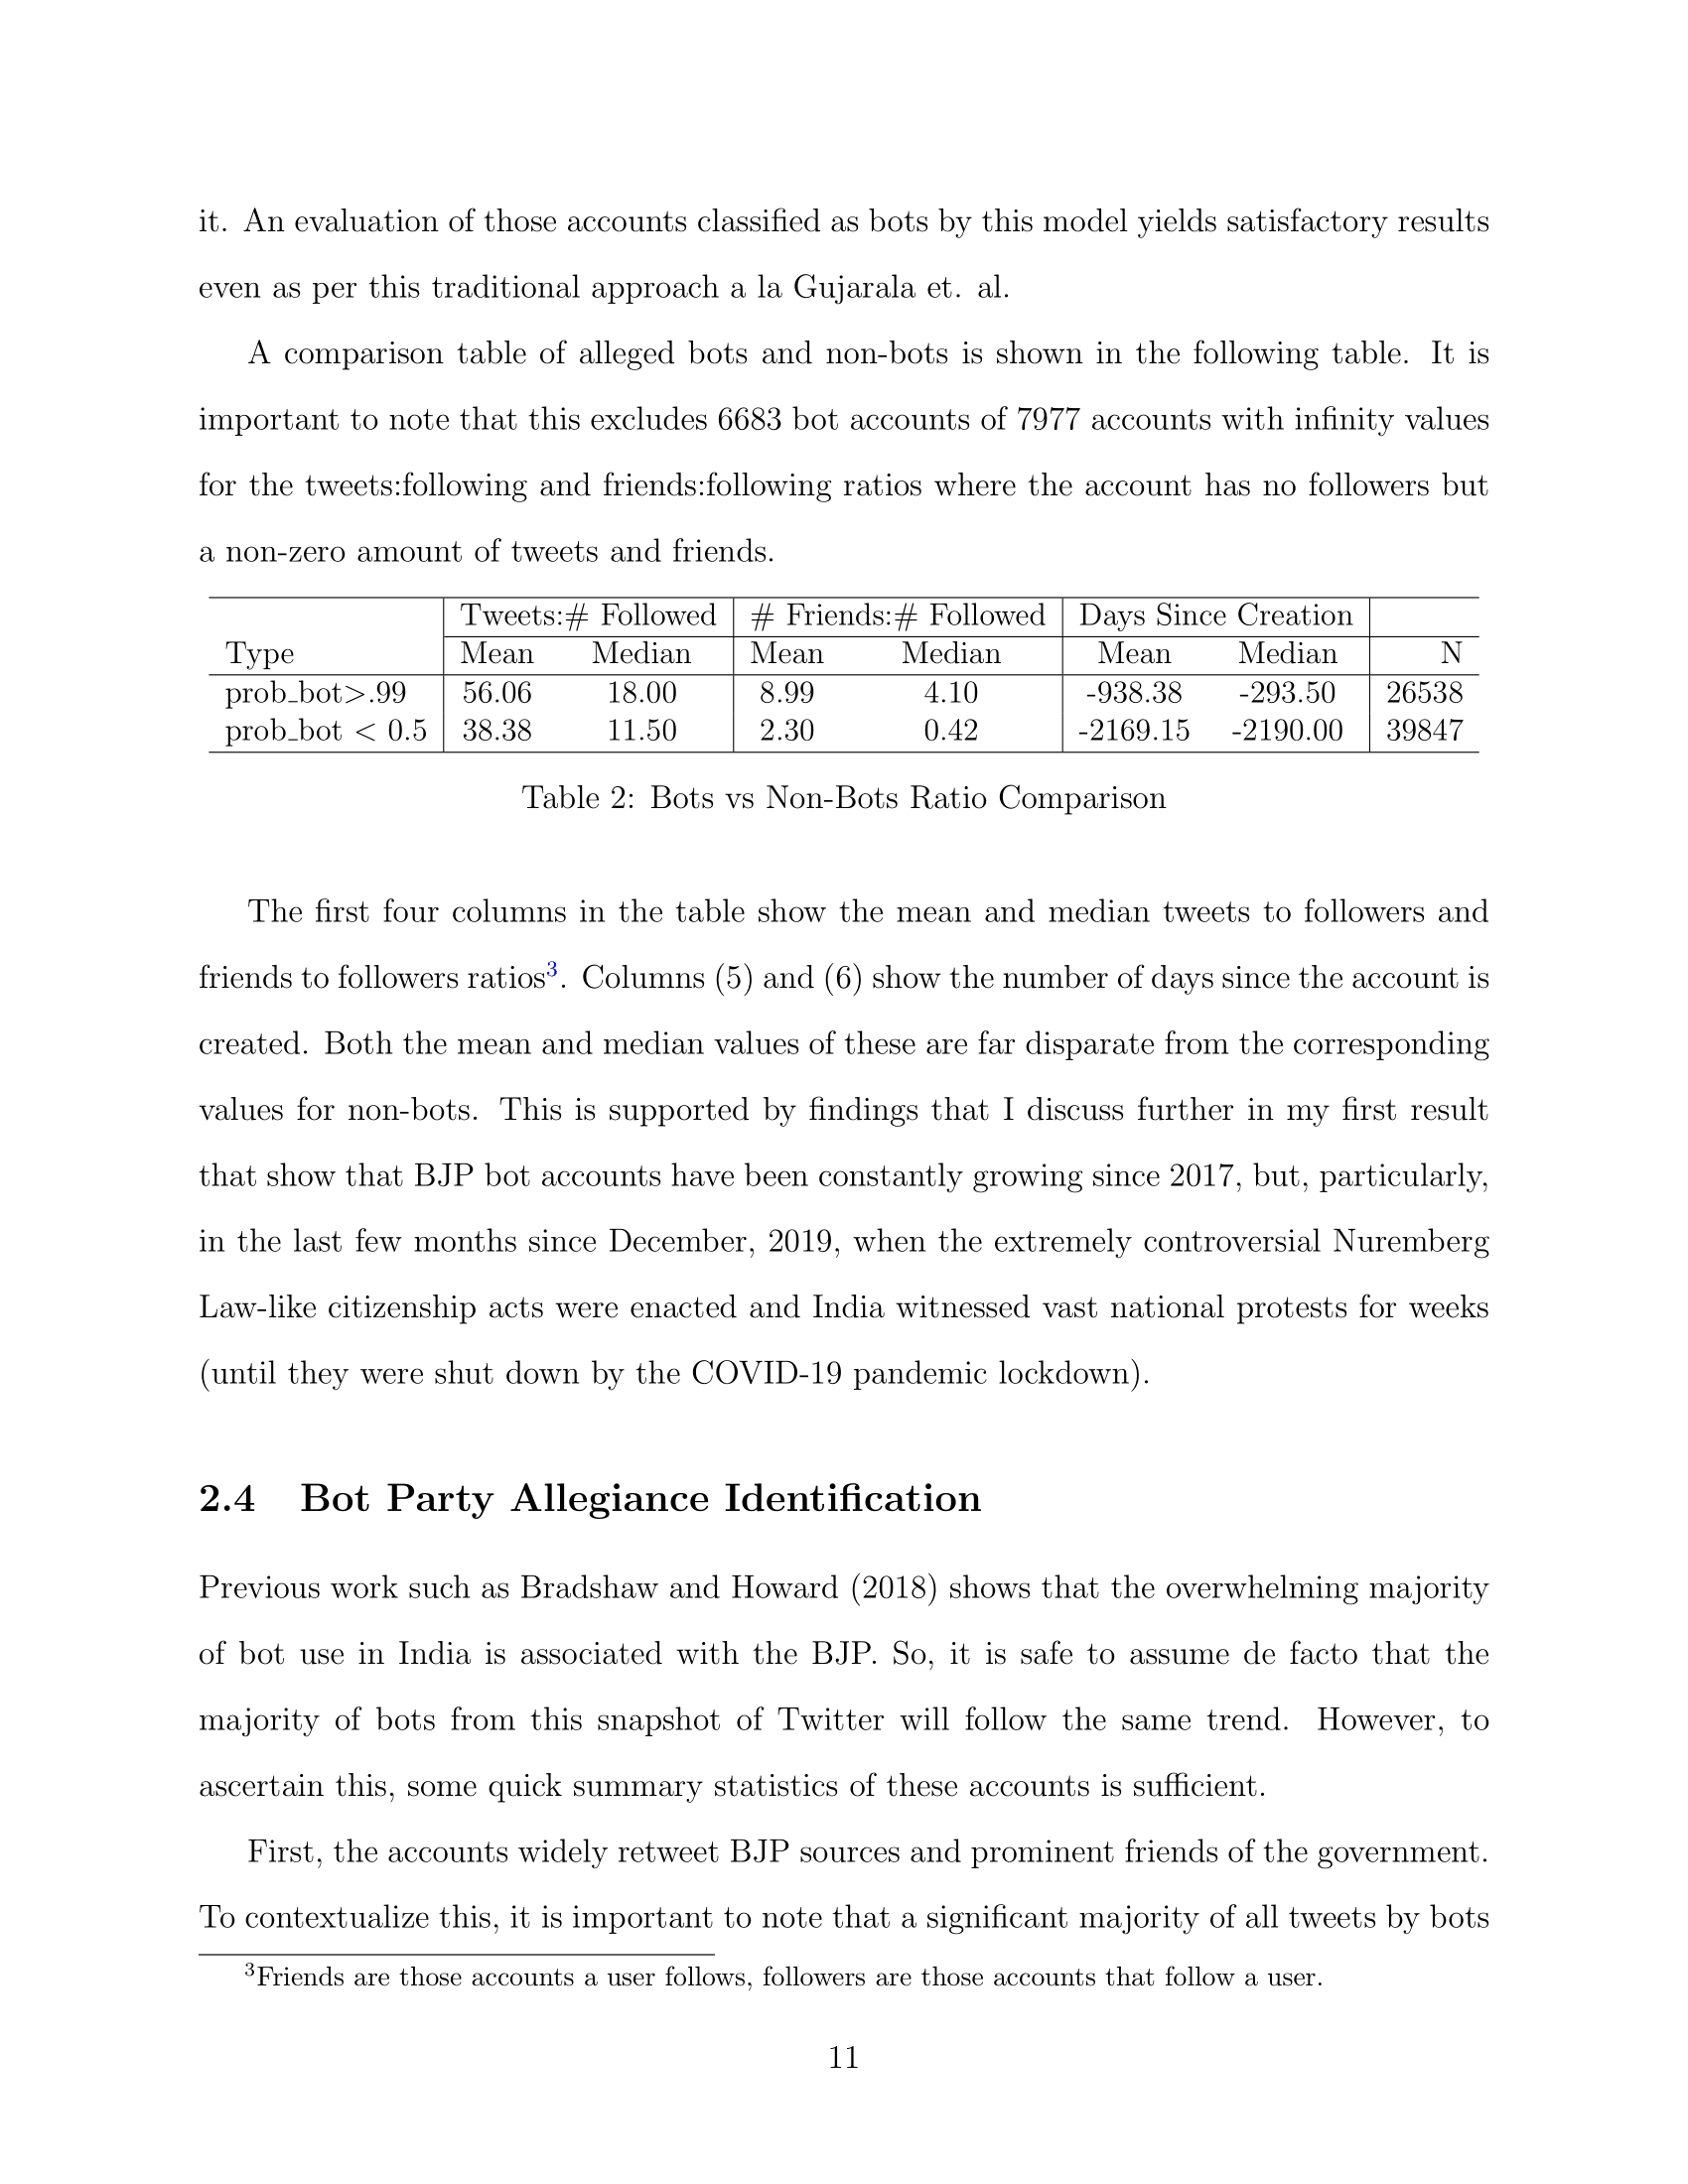 it. An evaluation of those accounts classified as bots by this model yields satisfactory results
even as per this traditional approach a la Gujarala et. al.
A comparison table of alleged bots and non-bots is shown in the following table. It is
important to note that this excludes 6683 bot accounts of 7977 accounts with infinity values
for the tweets:following and friends:following ratios where the account has no followers but
a non-zero amount of tweets and friends.
Tweets:# Followed # Friends:# Followed Days Since Creation
Type Mean Median Mean Median Mean Median N
prob_bot>.99 56.06 18.00 8.99 4.10 -938.38 -293.50 26538
prob_bot < 0.5 38.38 11.50 2.30 0.42 -2169.15 -2190.00 39847
Table 2: Bots vs Non-Bots Ratio Comparison
The first four columns in the table show the mean and median tweets to followers and
friends to followers ratios3. Columns (5) and (6) show the number of days since the account is
created. Both the mean and median values of these are far disparate from the corresponding
values for non-bots. This is supported by findings that I discuss further in my first result
that show that BJP bot accounts have been constantly growing since 2017, but, particularly,
in the last few months since December, 2019, when the extremely controversial Nuremberg
Law-like citizenship acts were enacted and India witnessed vast national protests for weeks
(until they were shut down by the COVID-19 pandemic lockdown).
2.4 Bot Party Allegiance Identification
Previous work such as Bradshaw and Howard (2018) shows that the overwhelming majority
of bot use in India is associated with the BJP. So, it is safe to assume de facto that the
majority of bots from this snapshot of Twitter will follow the same trend. However, to
ascertain this, some quick summary statistics of these accounts is sufficient.
First, the accounts widely retweet BJP sources and prominent friends of the government.
To contextualize this, it is important to note that a significant majority of all tweets by bots
3Friends are those accounts a user follows, followers are those accounts that follow a user.
11